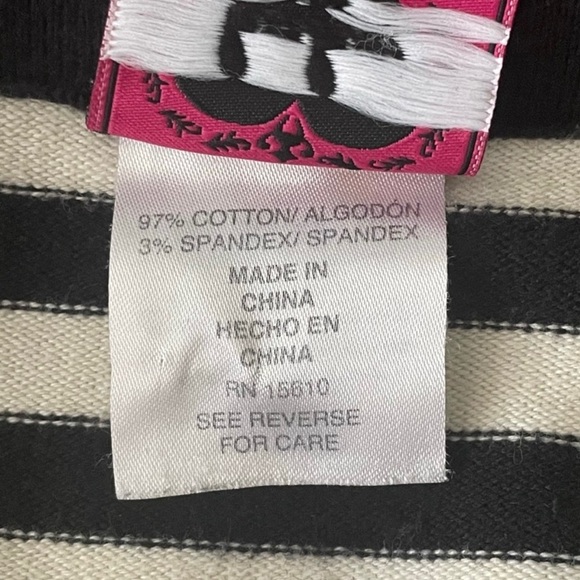 97% COTTON/ ALGODÓN
3% SPANDEX/ SPANDEX
MADE IN
CHINA
HECHO EN
CHINA
RN 15610
SEE REVERSE
FOR CARE